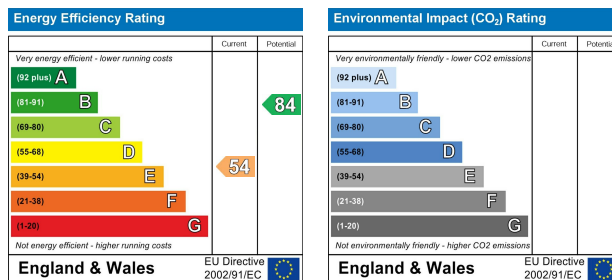 Energy Efficiency Rating
Current Potential
Very energy efficient - lower running costs
(92 plus) A
(81-91) B
84
(69-80) C
(55-68) D
54
(39-54) E
(21-38) F
(1-20) G
Not energy efficient - higher running costs
England & Wales
EU Directive
2002/91/EC
Environmental Impact (CO₂) Rating
Current Potential
Very environmentally friendly - lower CO2 emissions
(92 plus) A
(81-91) B
(69-80) C
(55-68) D
(39-54) E
(21-38) F
(1-20) G
Not environmentally friendly - higher CO2 emissions
England & Wales
EU Directive
2002/91/EC